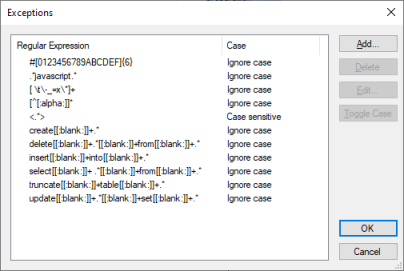 Exceptions
Regular Expression Case
#[0123456789ABCDEF]{6} Ignore case
.*javascript.* Ignore case
[ \t\-_=x\*]+ Ignore case
[^[:alpha:]]* Ignore case
<.*> Case sensitive
create[[:blank:]]+.* Ignore case
delete[[:blank:]]+.*[[:blank:]]+from[[:blank:]]+.* Ignore case
insert[[:blank:]]+into[[:blank:]]+.* Ignore case
select[[:blank:]]+ .*[[:blank:]]+from[[:blank:]]+.* Ignore case
truncate[[:blank:]]+table[[:blank:]]+.* Ignore case
update[[:blank:]]+.*[[:blank:]]+set[[:blank:]]+.* Ignore case
Add...
Delete
Edit...
Toggle Case
OK
Cancel